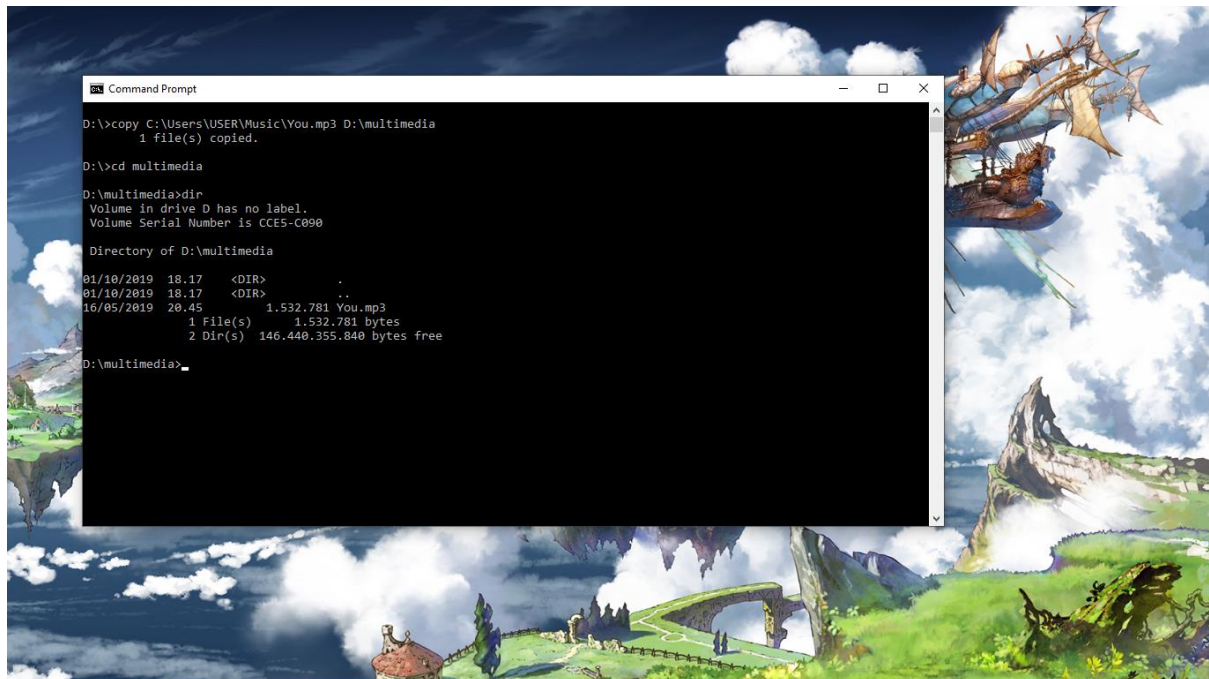 Command Prompt
D:\>copy C:\Users\USER\Music\You.mp3 D:\multimedia
        1 file(s) copied.
D:\>cd multimedia
D:\multimedia>dir
 Volume in drive D has no label.
 Volume Serial Number is CCE5-C090
 Directory of D:\multimedia
01/10/2019  18.17    <DIR>          .
01/10/2019  18.17    <DIR>          ..
16/05/2019  20.45         1.532.781 You.mp3
               1 File(s)      1.532.781 bytes
               2 Dir(s)  146.440.355.840 bytes free
D:\multimedia>